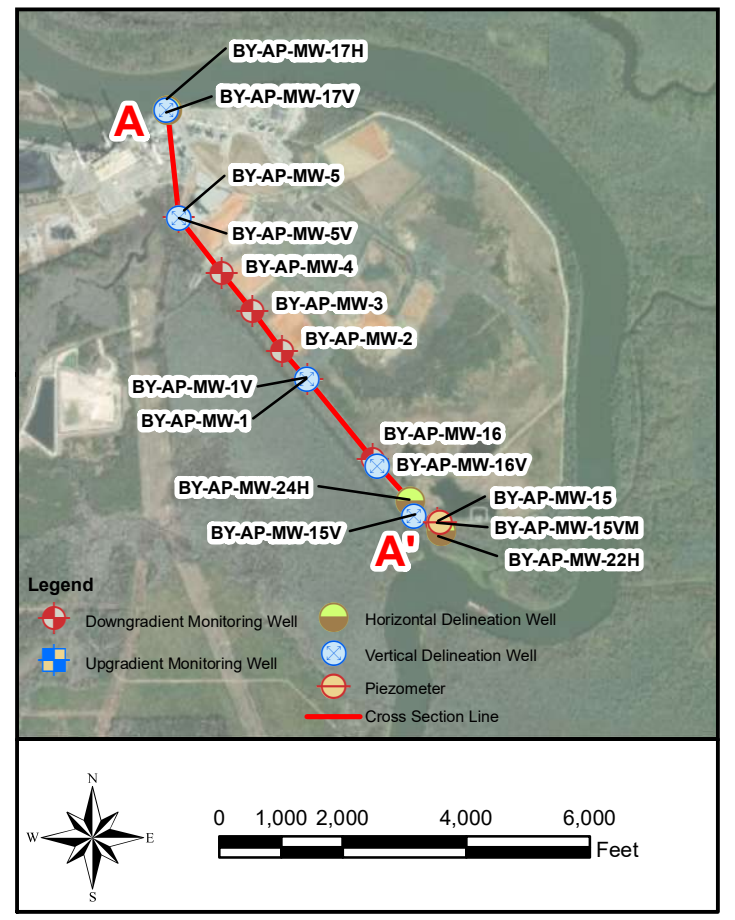 BY-AP-MW-17H
BY-AP-MW-17V
A
BY-AP-MW-5
BY-AP-MW-5V
BY-AP-MW-4
BY-AP-MW-3
BY-AP-MW-2
BY-AP-MW-1V
BY-AP-MW-1
BY-AP-MW-16
BY-AP-MW-16V
BY-AP-MW-24H
BY-AP-MW-15
BY-AP-MW-15V
BY-AP-MW-15VM
A'
BY-AP-MW-22H
Legend
Downgradient Monitoring Well
Horizontal Delineation Well
Upgradient Monitoring Well
Vertical Delineation Well
Piezometer
Cross Section Line
N
W E
S
0 1,000 2,000 4,000 6,000
Feet